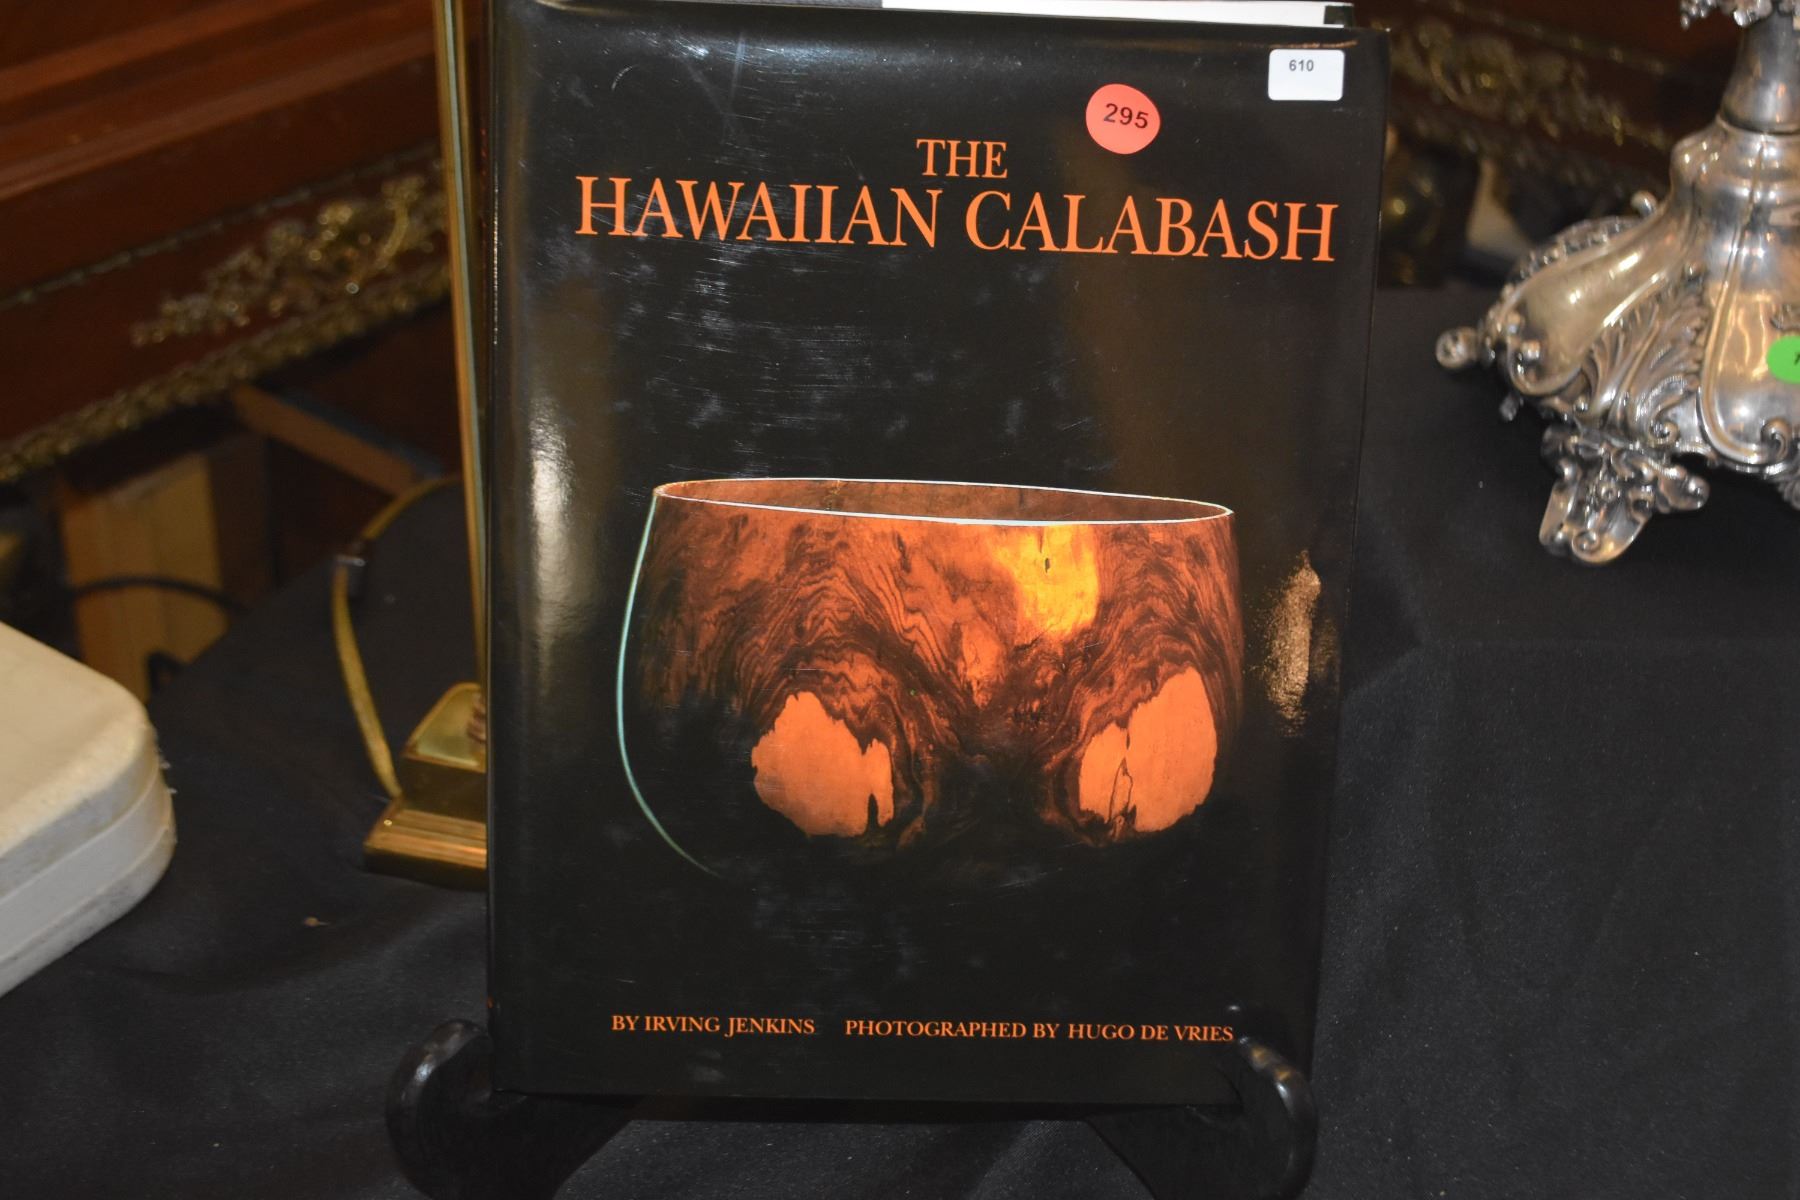 610
295
THE
HAWAIIAN CALABASH
BY IRVING JENKINS PHOTOGRAPHED BY HUGO DE VRIES